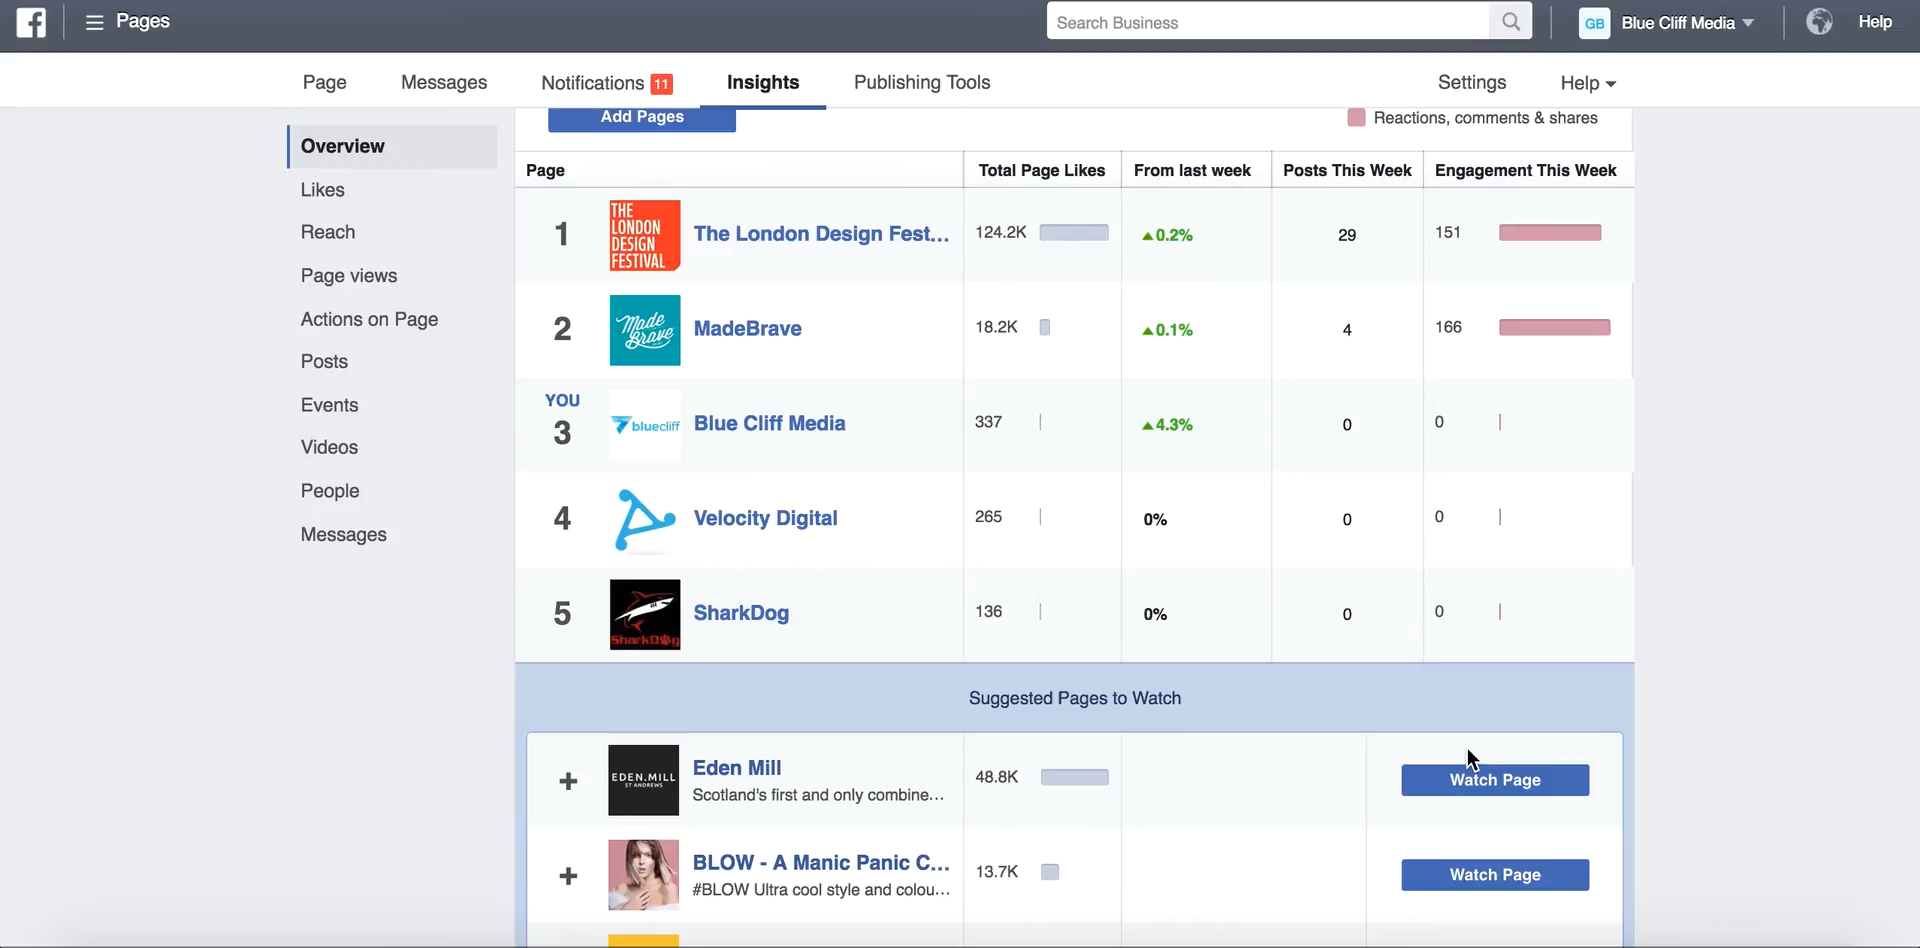 Pages
Search Business
GB
Blue Cliff Media
Help
Page
Messages
Notifications 11
Insights
Publishing Tools
Settings
Help
Overview
Likes
Reach
Page views
Actions on Page
Posts
Events
Videos
People
Messages
Add Pages
Reactions, comments & shares
Page Total Page Likes From last week Posts This Week Engagement This Week
1 THE LONDON DESIGN FESTIVAL The London Design Fest... 124.2K 0.2% 29 151
2 Made Brave MadeBrave 18.2K 0.1% 4 166
YOU
3 bluecliff Blue Cliff Media 337 4.3% 0 0
4 Velocity Digital 265 0% 0 0
5 SharkDog SharkDog 136 0% 0 0
Suggested Pages to Watch
+ EDEN.MILL ST ANDREWS Eden Mill 48.8K Watch Page
Scotland's first and only combine...
+ BLOW - A Manic Panic C... 13.7K Watch Page
#BLOW Ultra cool style and colou...